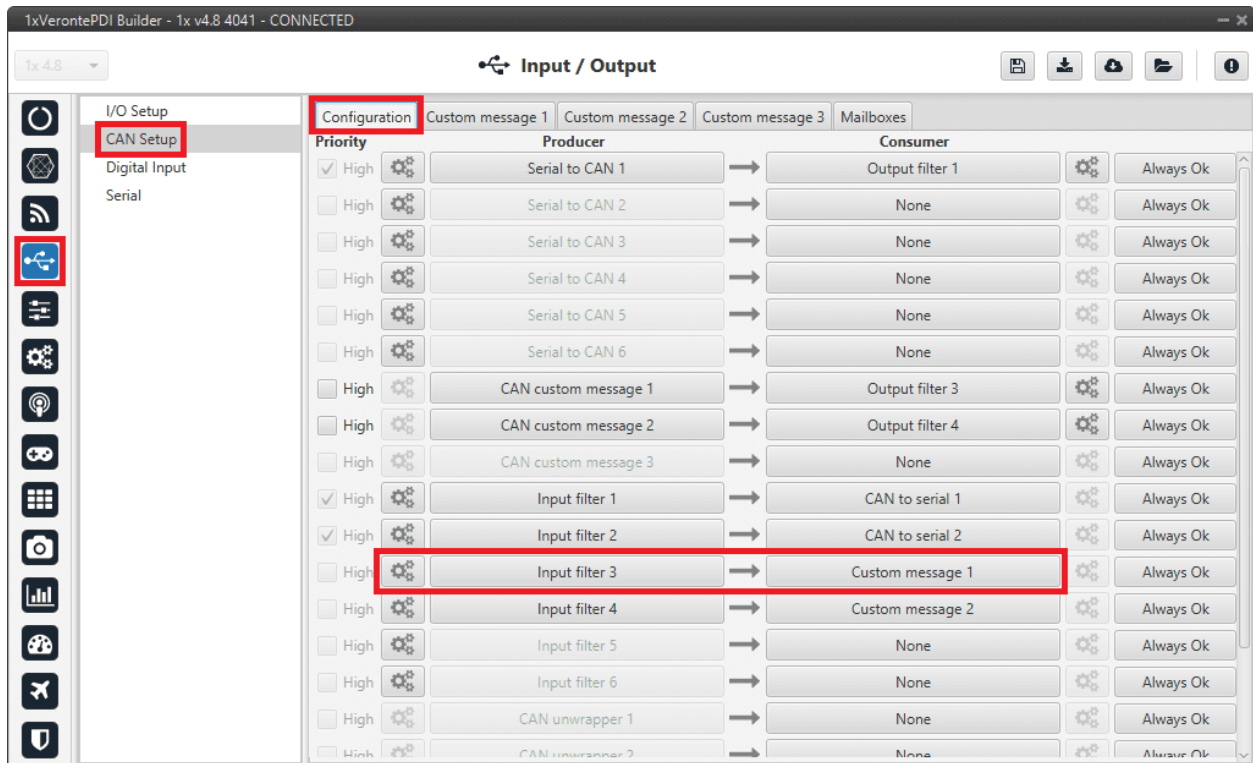 1xVerontePDI Builder - 1x v4.8 4041 - CONNECTED
1x 4.8
Input / Output
I/O Setup
CAN Setup
Digital Input
Serial
Configuration Custom message 1 Custom message 2 Custom message 3 Mailboxes
Priority Producer Consumer
High Serial to CAN 1 Output filter 1 Always Ok
High Serial to CAN 2 None Always Ok
High Serial to CAN 3 None Always Ok
High Serial to CAN 4 None Always Ok
High Serial to CAN 5 None Always Ok
High Serial to CAN 6 None Always Ok
High CAN custom message 1 Output filter 3 Always Ok
High CAN custom message 2 Output filter 4 Always Ok
High CAN custom message 3 None Always Ok
High Input filter 1 CAN to serial 1 Always Ok
High Input filter 2 CAN to serial 2 Always Ok
High Input filter 3 Custom message 1 Always Ok
High Input filter 4 Custom message 2 Always Ok
High Input filter 5 None Always Ok
High Input filter 6 None Always Ok
High CAN unwrapper 1 None Always Ok
High CAN unwrapper 2 None Always Ok